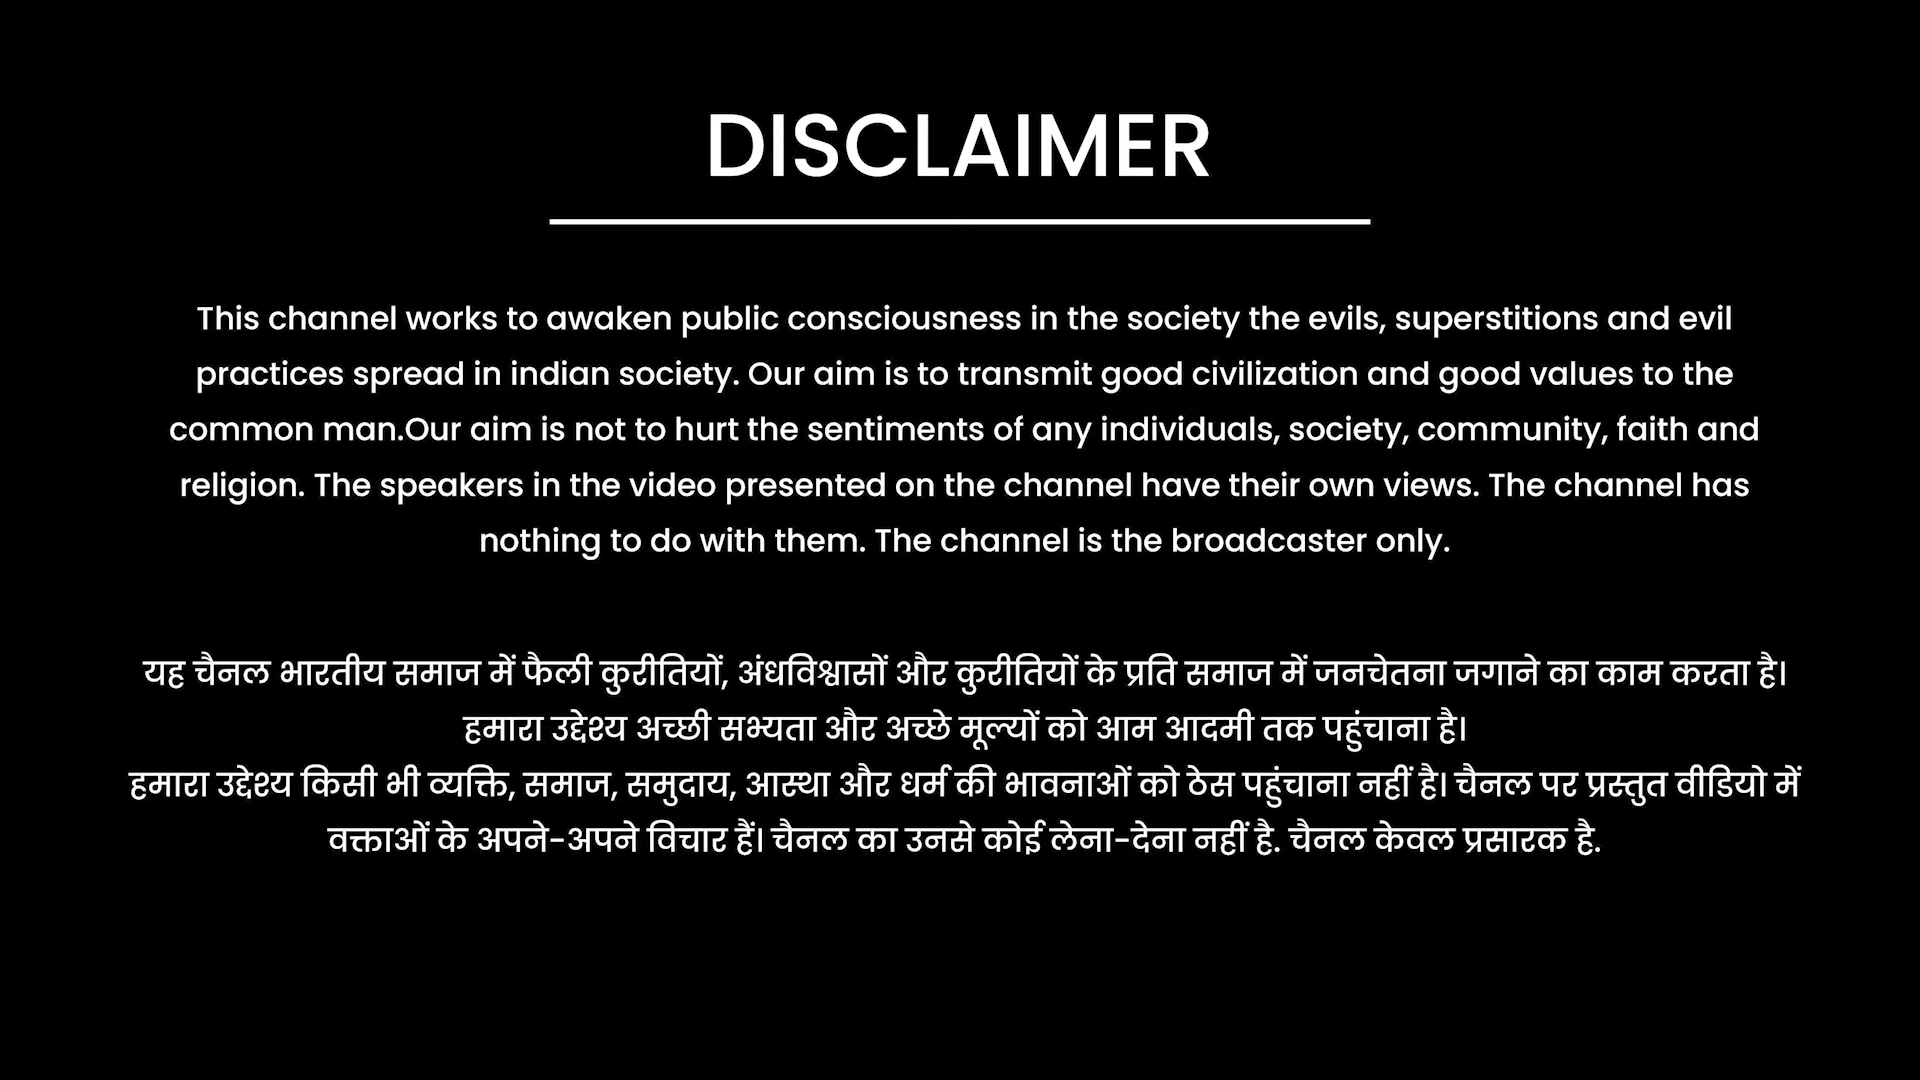 DISCLAIMER
This channel works to awaken public consciousness in the society the evils, superstitions and evil
practices spread in indian society. Our aim is to transmit good civilization and good values to the
common man.Our aim is not to hurt the sentiments of any individuals, society, community, faith and
religion. The speakers in the video presented on the channel have their own views. The channel has
nothing to do with them. The channel is the broadcaster only.
यह चैनल भारतीय समाज में फैली कुरीतियों, अंधविश्वासों और कुरीतियों के प्रति समाज में जनचेतना जगाने का काम करता है।
हमारा उद्देश्य अच्छी सभ्यता और अच्छे मूल्यों को आम आदमी तक पहुंचाना है।
हमारा उद्देश्य किसी भी व्यक्ति, समाज, समुदाय, आस्था और धर्म की भावनाओं को ठेस पहुंचाना नहीं है। चैनल पर प्रस्तुत वीडियो में
वक्ताओं के अपने-अपने विचार हैं। चैनल का उनसे कोई लेना-देना नहीं है. चैनल केवल प्रसारक है.